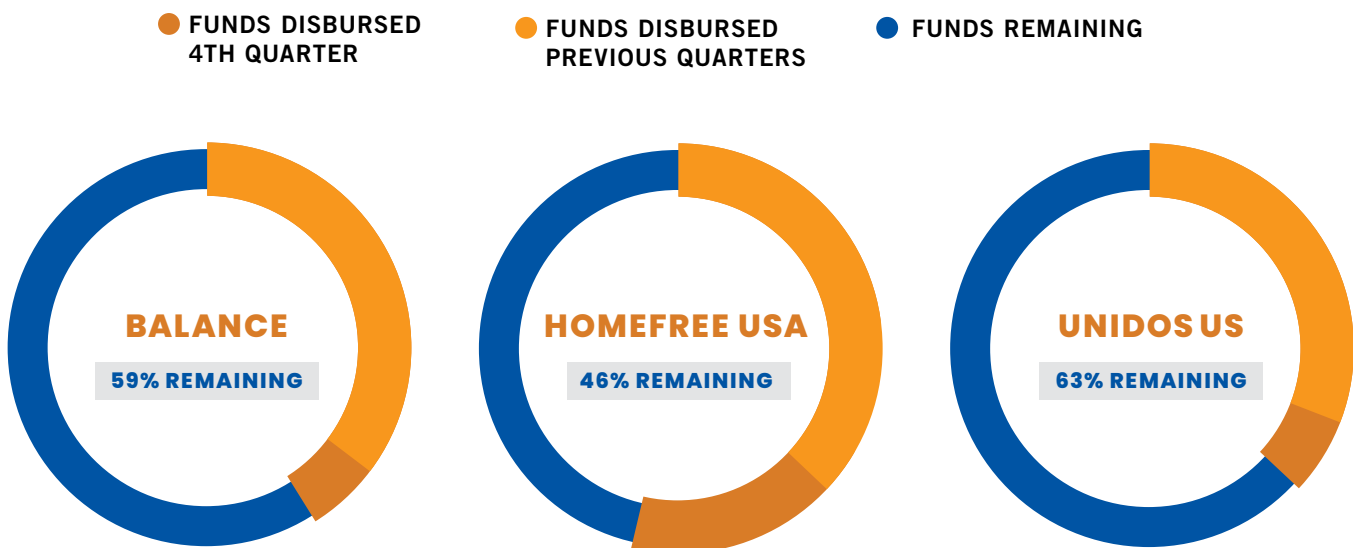 FUNDS DISBURSED
4TH QUARTER
FUNDS DISBURSED
PREVIOUS QUARTERS
FUNDS REMAINING
BALANCE
59% REMAINING
HOMEFREE USA
46% REMAINING
UNIDOS US
63% REMAINING